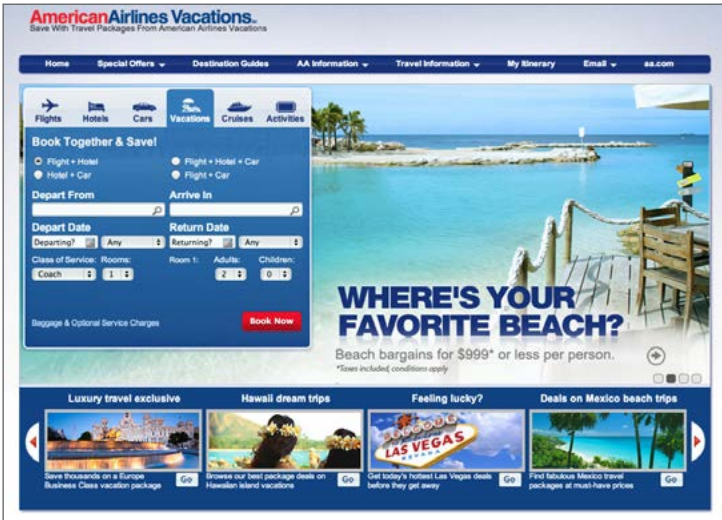 AmericanAirlines Vacations
Save With Travel Packages From American Airlines Vacations
Home Special Offers Destination Guides AA Information Travel Information My Itinerary Email aa.com
Flights Hotels Cars Vacations Cruises Activities
Book Together & Save!
Flight + Hotel Flight + Hotel + Car
Hotel + Car Flight + Car
Depart From Arrive In
Depart Date Return Date
Departing? Any Returning? Any
Class of Service: Rooms: Room 1: Adults: Children:
Coach 1 2 0
Baggage & Optional Service Charges Book Now
WHERE'S YOUR
FAVORITE BEACH?
Beach bargains for $999* or less per person.
*Taxes included, conditions apply
Luxury travel exclusive Hawaii dream trips Feeling lucky? Deals on Mexico beach trips
WELCOME
LAS VEGAS
NEVADA
Save thousands on a Europe
Business Class vacation package
Go
Browse our best package deals on
Hawaiian island vacations
Go
Get today's hottest Las Vegas deals
before they get away
Go
Find fabulous Mexico travel
packages at must-have prices
Go